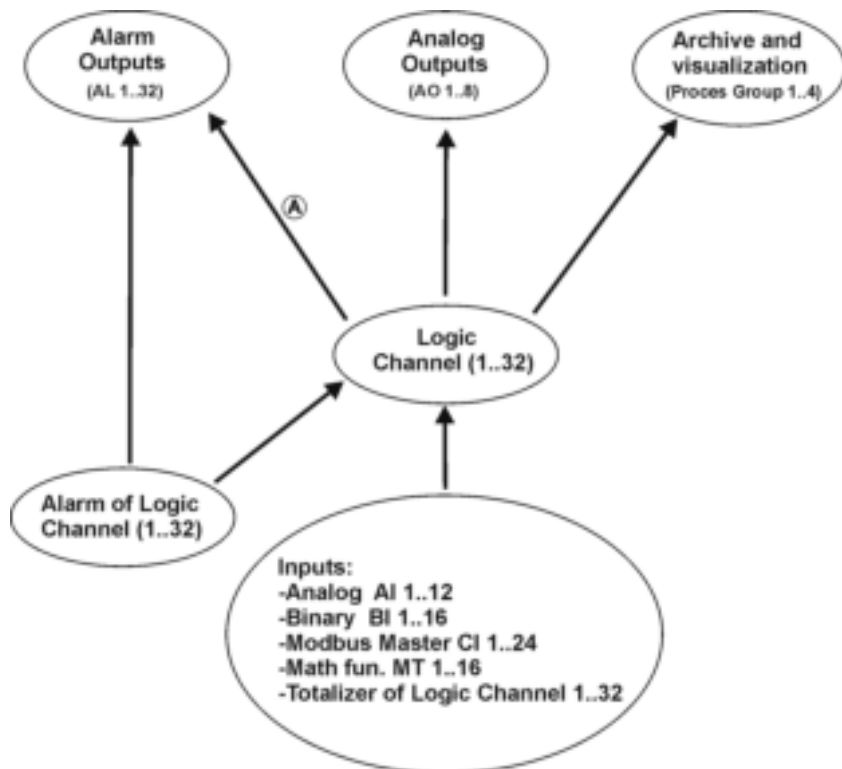 Alarm
Outputs
(AL 1..32)
Analog
Outputs
(AO 1..8)
Archive and
visualization
(Proces Group 1..4)
A
Logic
Channel (1..32)
Alarm of Logic
Channel (1..32)
Inputs:
-Analog AI 1..12
-Binary BI 1..16
-Modbus Master CI 1..24
-Math fun. MT 1..16
-Totalizer of Logic Channel 1..32